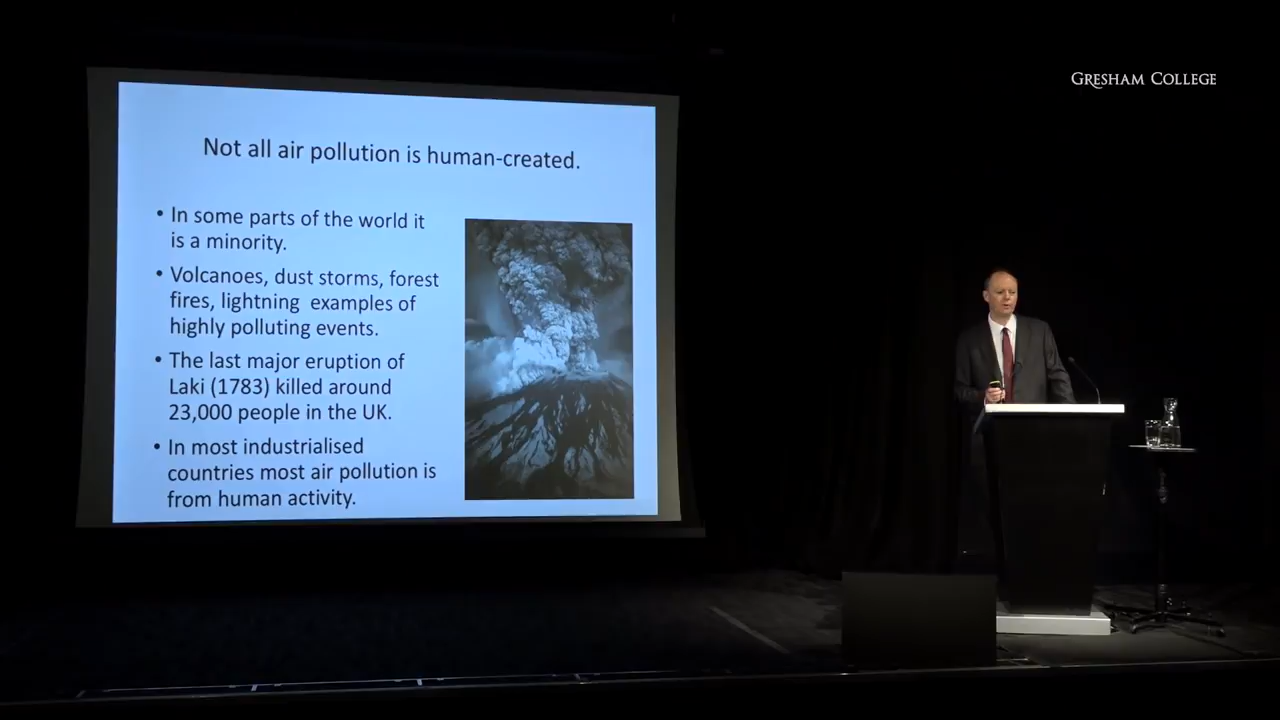 GRESHAM COLLEGE
Not all air pollution is human-created.
• In some parts of the world it
is a minority.
• Volcanoes, dust storms, forest
fires, lightning examples of
highly polluting events.
• The last major eruption of
Laki (1783) killed around
23,000 people in the UK.
• In most industrialised
countries most air pollution is
from human activity.